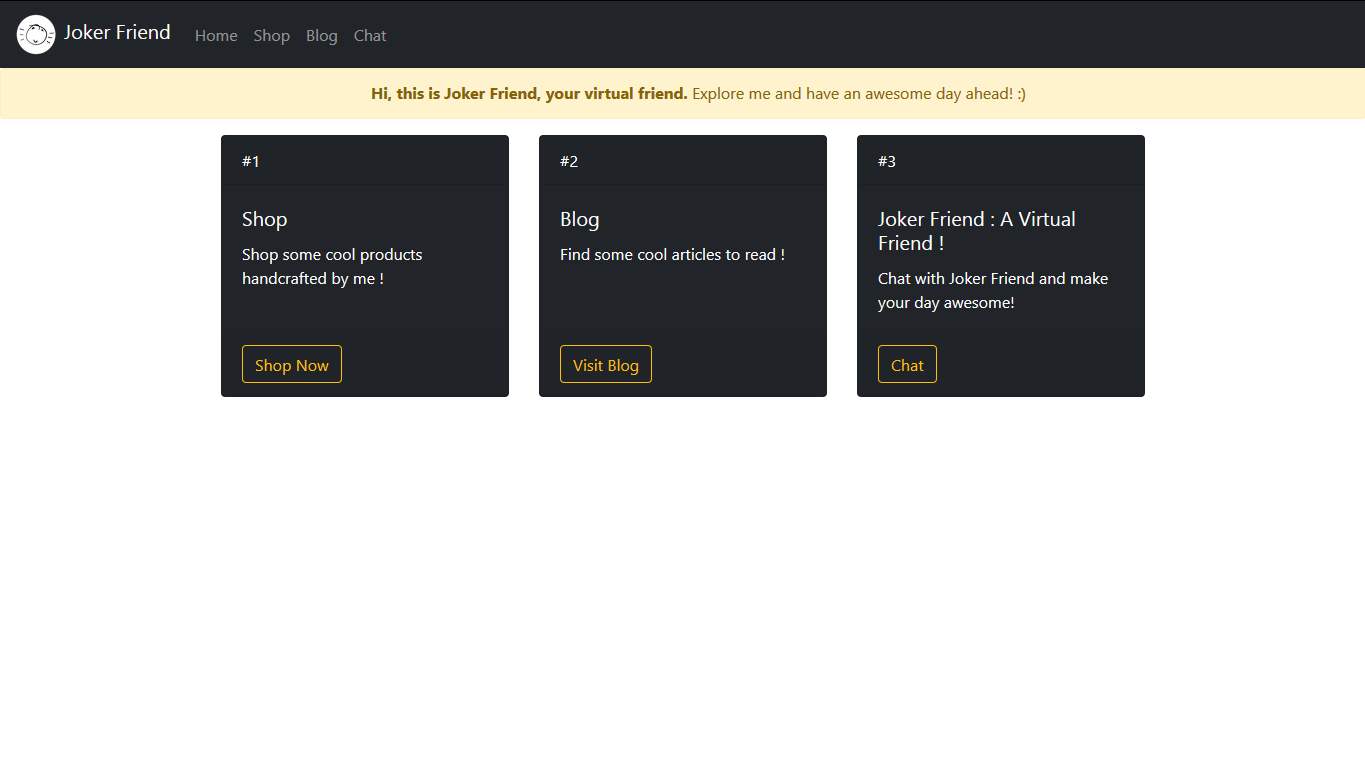 Joker Friend Home Shop Blog Chat
Hi, this is Joker Friend, your virtual friend. Explore me and have an awesome day ahead! :)
#1
Shop
Shop some cool products
handcrafted by me !
Shop Now
#2
Blog
Find some cool articles to read !
Visit Blog
#3
Joker Friend : A Virtual
Friend !
Chat with Joker Friend and make
your day awesome!
Chat